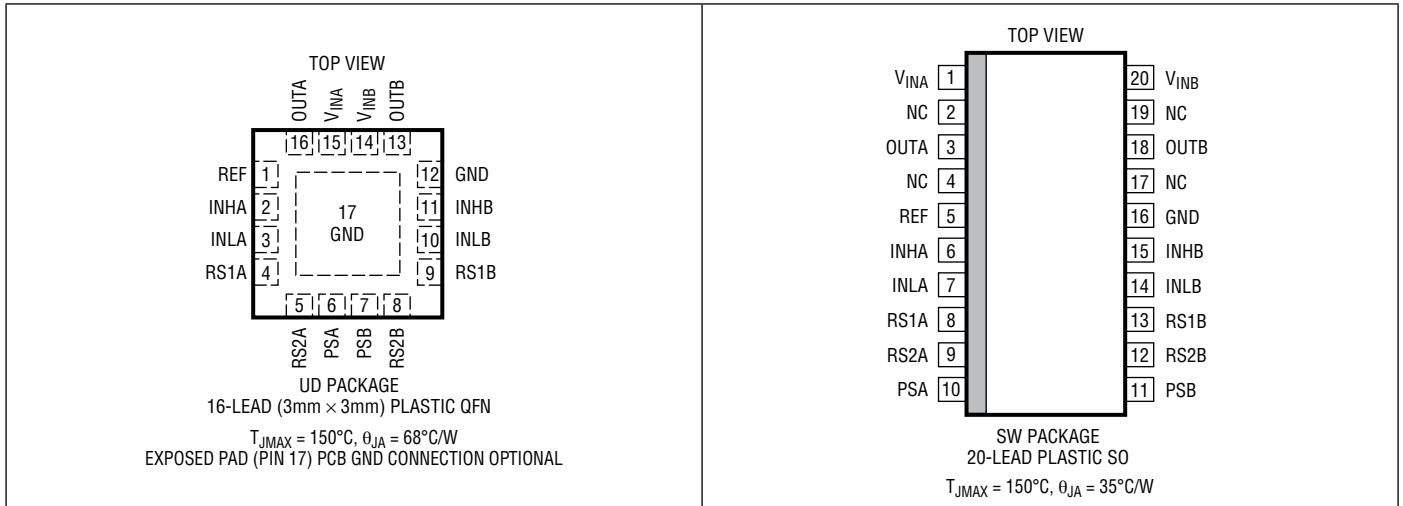 TOP VIEW
OUTA
VINA
VINB
OUTB
16 15 14 13
REF 1
INHA 2
INLA 3
RS1A 4
17
GND
12 GND
11 INHB
10 INLB
9 RS1B
5 6 7 8
RS2A
PSA
PSB
RS2B
UD PACKAGE
16-LEAD (3mm × 3mm) PLASTIC QFN
TJMAX = 150°C, θJA = 68°C/W
EXPOSED PAD (PIN 17) PCB GND CONNECTION OPTIONAL
TOP VIEW
VINA 1
NC 2
OUTA 3
NC 4
REF 5
INHA 6
INLA 7
RS1A 8
RS2A 9
PSA 10
20 VINB
19 NC
18 OUTB
17 NC
16 GND
15 INHB
14 INLB
13 RS1B
12 RS2B
11 PSB
SW PACKAGE
20-LEAD PLASTIC SO
TJMAX = 150°C, θJA = 35°C/W